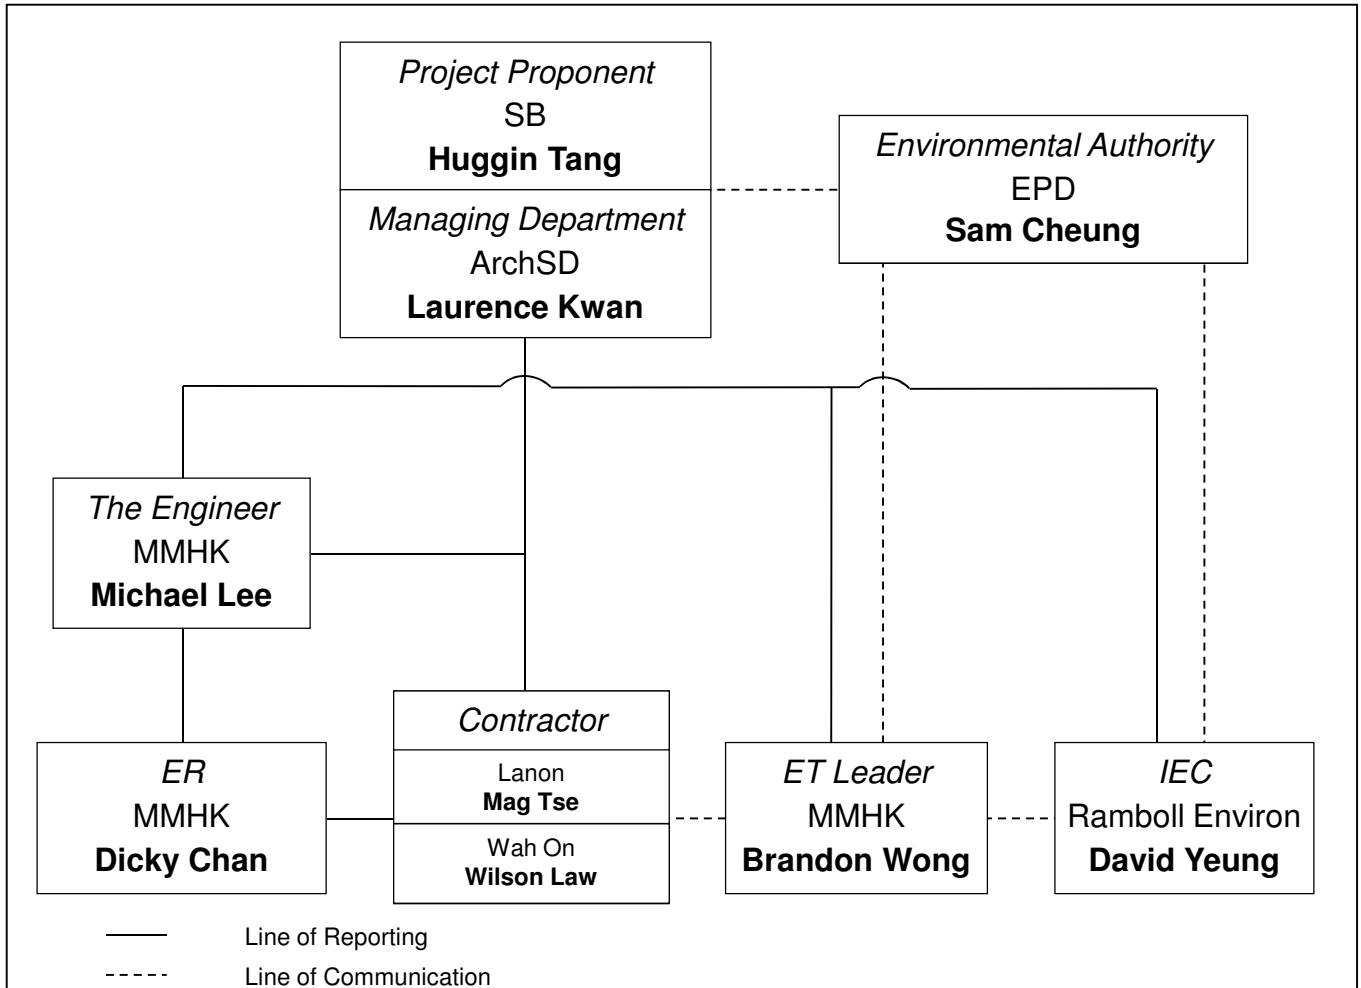 Project Proponent
SB
Huggin Tang
Managing Department
ArchSD
Laurence Kwan
Environmental Authority
EPD
Sam Cheung
The Engineer
MMHK
Michael Lee
ER
MMHK
Dicky Chan
Contractor
Lanon
Mag Tse
Wah On
Wilson Law
ET Leader
MMHK
Brandon Wong
IEC
Ramboll Environ
David Yeung
Line of Reporting
Line of Communication